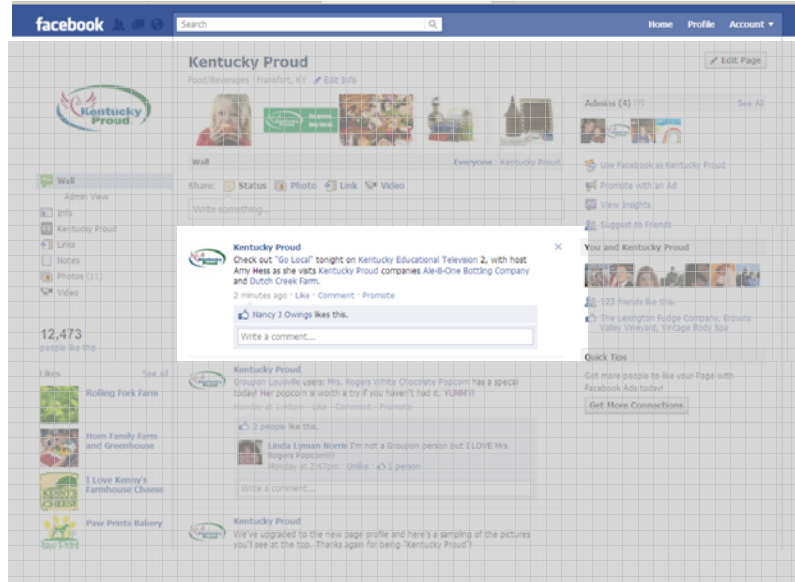 facebook
Search
Home Profile Account
Kentucky Proud
Food/Beverages · Frankfort, KY Edit Info
Edit Page
Kentucky
Proud
Wall
Everyone · Kentucky Proud
Share: Status Photo Link Video
Write something...
Wall
Admin View
Info
Kentucky Proud
Links
Notes
Photos (11)
Video
12,473
people like this
Likes See All
Rolling Fork Farm
Horn Family Farm
and Greenhouse
I Love Kenny's
Farmhouse Cheese
KENNY'S
Paw Prints Bakery
Kentucky Proud
Check out "Go Local" tonight on Kentucky Educational Television 2, with host
Amy Hess as she visits Kentucky Proud companies Ale-8-One Bottling Company
and Dutch Creek Farm.
2 minutes ago · Like · Comment · Promote
Nancy J Owings likes this.
Write a comment...
Kentucky Proud
Groupon Louisville users: Mrs. Rogers White Chocolate Popcorn has a special
today! Her popcorn is worth a try if you haven't had it. YUMM!!!
Monday at · Like · Comment · Promote
2 people like this.
Linda Lyman Norris I'm not a Groupon person but I LOVE Mrs.
Rogers Popcorn!!!
Monday at 2:47pm · Unlike · 1 person
Write a comment...
Kentucky Proud
We've upgraded to the new page profile and here's a sampling of the pictures
you'll see at the top. Thanks again for being "Kentucky Proud"!
Admins (4) [?] See All
Use Facebook as Kentucky Proud
Promote with an Ad
View Insights
Suggest to Friends
You and Kentucky Proud
123 friends like this.
The Lexington Fudge Company, Browns
Valley Vineyard, Vintage Body Spa
Quick Tips
Get more people to like your Page with
Facebook Ads today!
Get More Connections